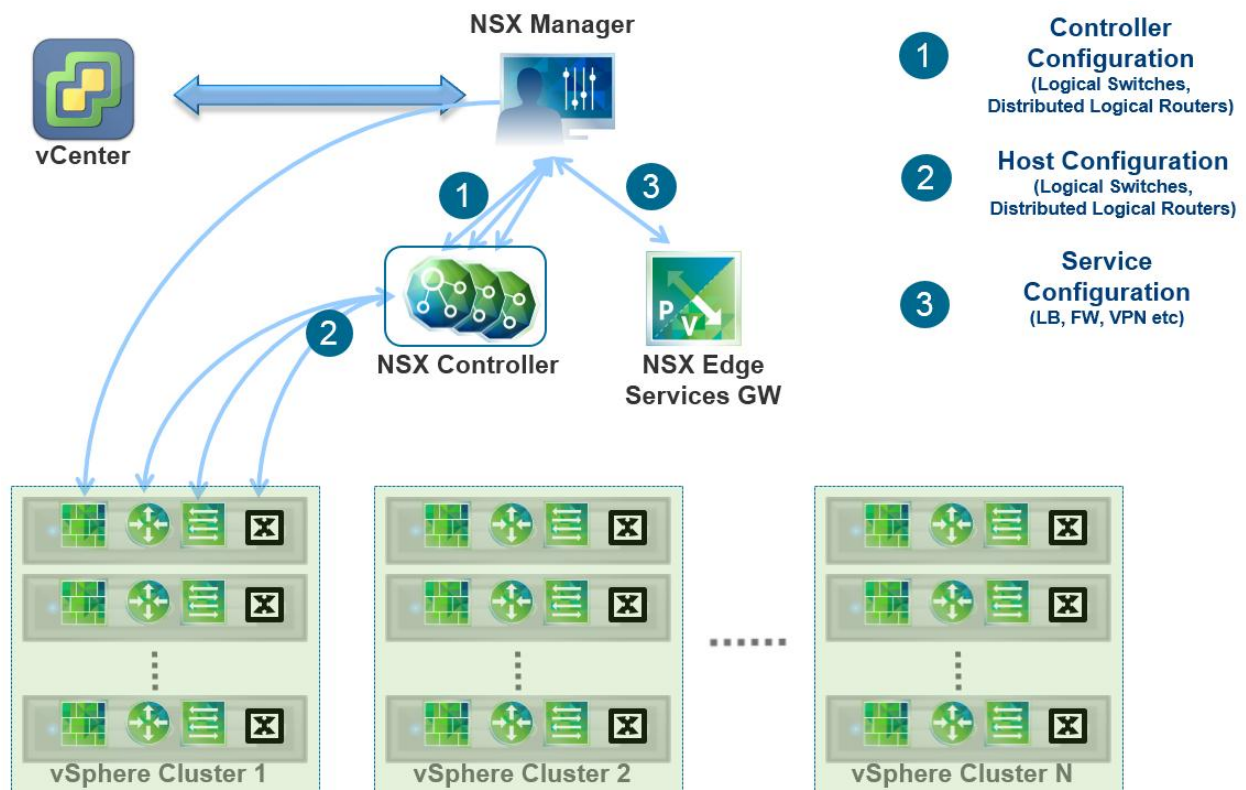 NSX Manager
vCenter
1
3
NSX Controller
2
NSX Edge
Services GW
P
V
1
Controller
Configuration
(Logical Switches,
Distributed Logical Routers)
2
Host Configuration
(Logical Switches,
Distributed Logical Routers)
3
Service
Configuration
(LB, FW, VPN etc)
X
X
X
vSphere Cluster 1
X
X
X
vSphere Cluster 2
X
X
X
vSphere Cluster N